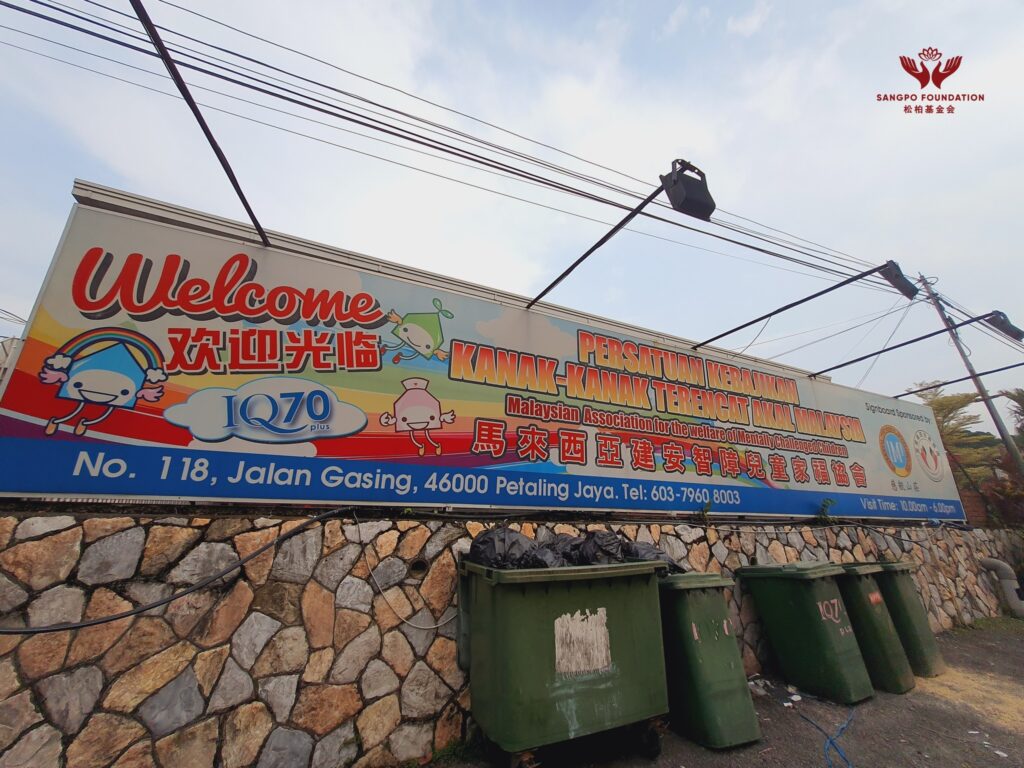 SANGPO FOUNDATION
松柏基金会
Welcome
欢迎光临
IQ70
plus
PERSATUAN KEBAJIKAN
KANAK-KANAK TERENCAT AKAL MALAYSIA
Malaysian Association for the welfare of Mentally Challenged Children
馬來西亞建安智障兒童家福協會
Signboard Sponsored by
No. 118, Jalan Gasing, 46000 Petaling Jaya. Tel: 603-7960 8003
Visit Time: 10.00am - 6.00pm
IQ70